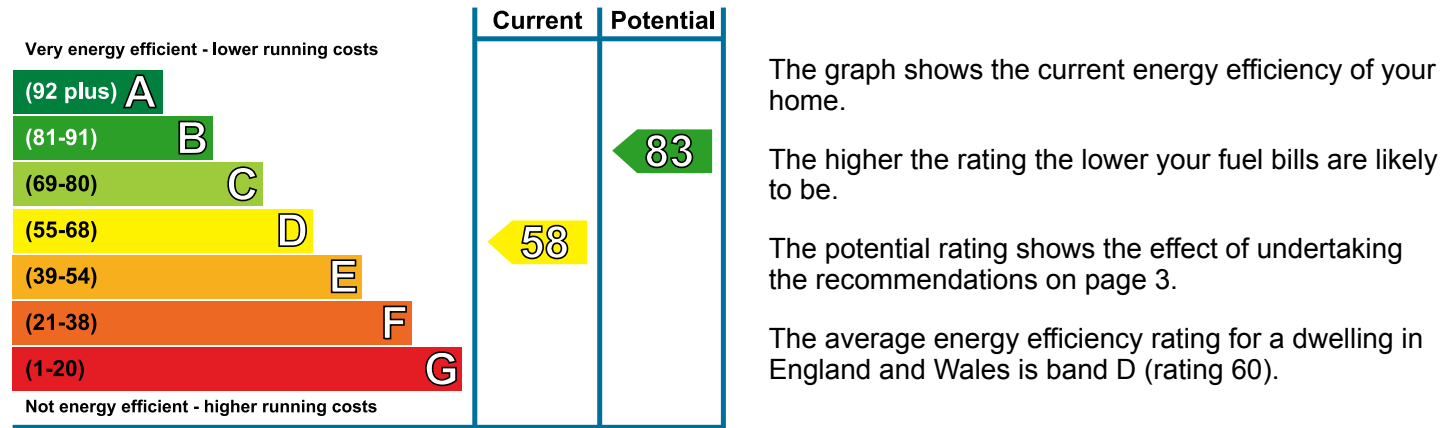 Current Potential
Very energy efficient - lower running costs
(92 plus) A
(81-91) B
83
(69-80) C
(55-68) D
58
(39-54) E
(21-38) F
(1-20) G
Not energy efficient - higher running costs
The graph shows the current energy efficiency of your
home.
The higher the rating the lower your fuel bills are likely
to be.
The potential rating shows the effect of undertaking
the recommendations on page 3.
The average energy efficiency rating for a dwelling in
England and Wales is band D (rating 60).